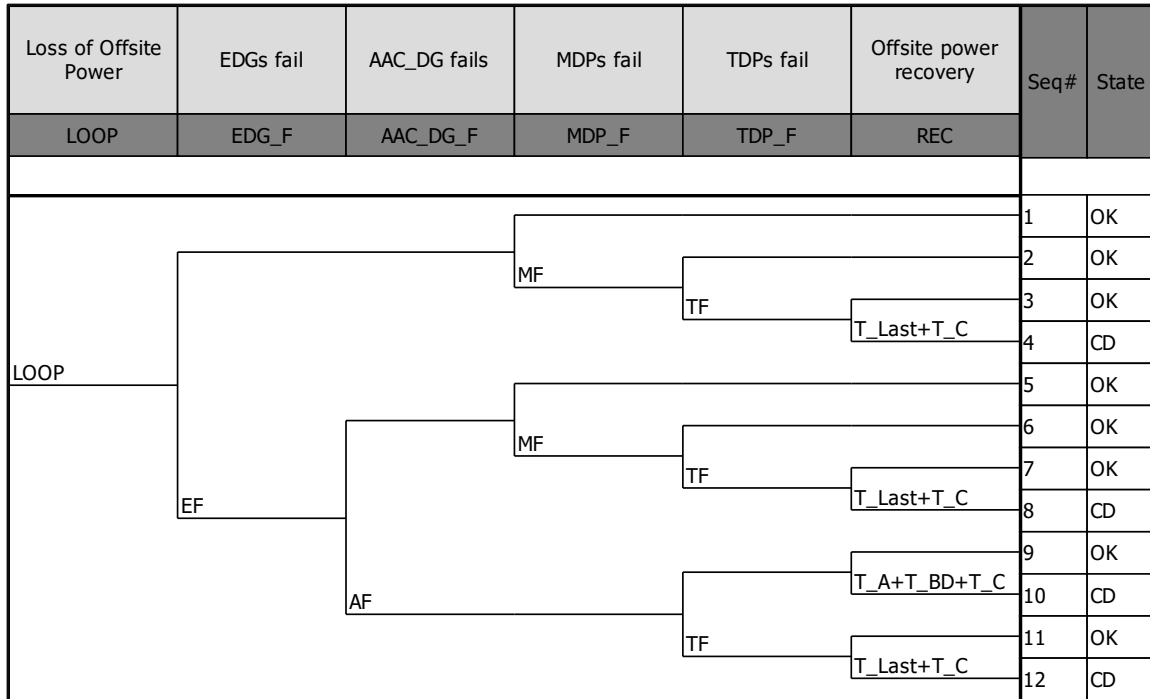 Loss of Offsite
Power
EDGs fail
AAC_DG fails
MDPs fail
TDPs fail
Offsite power
recovery
Seq#
State
LOOP
EDG_F
AAC_DG_F
MDP_F
TDP_F
REC
1
OK
2
OK
MF
3
OK
TF
T_Last+T_C
4
CD
LOOP
5
OK
6
OK
MF
7
OK
TF
T_Last+T_C
EF
8
CD
9
OK
T_A+T_BD+T_C
AF
10
CD
11
OK
TF
T_Last+T_C
12
CD